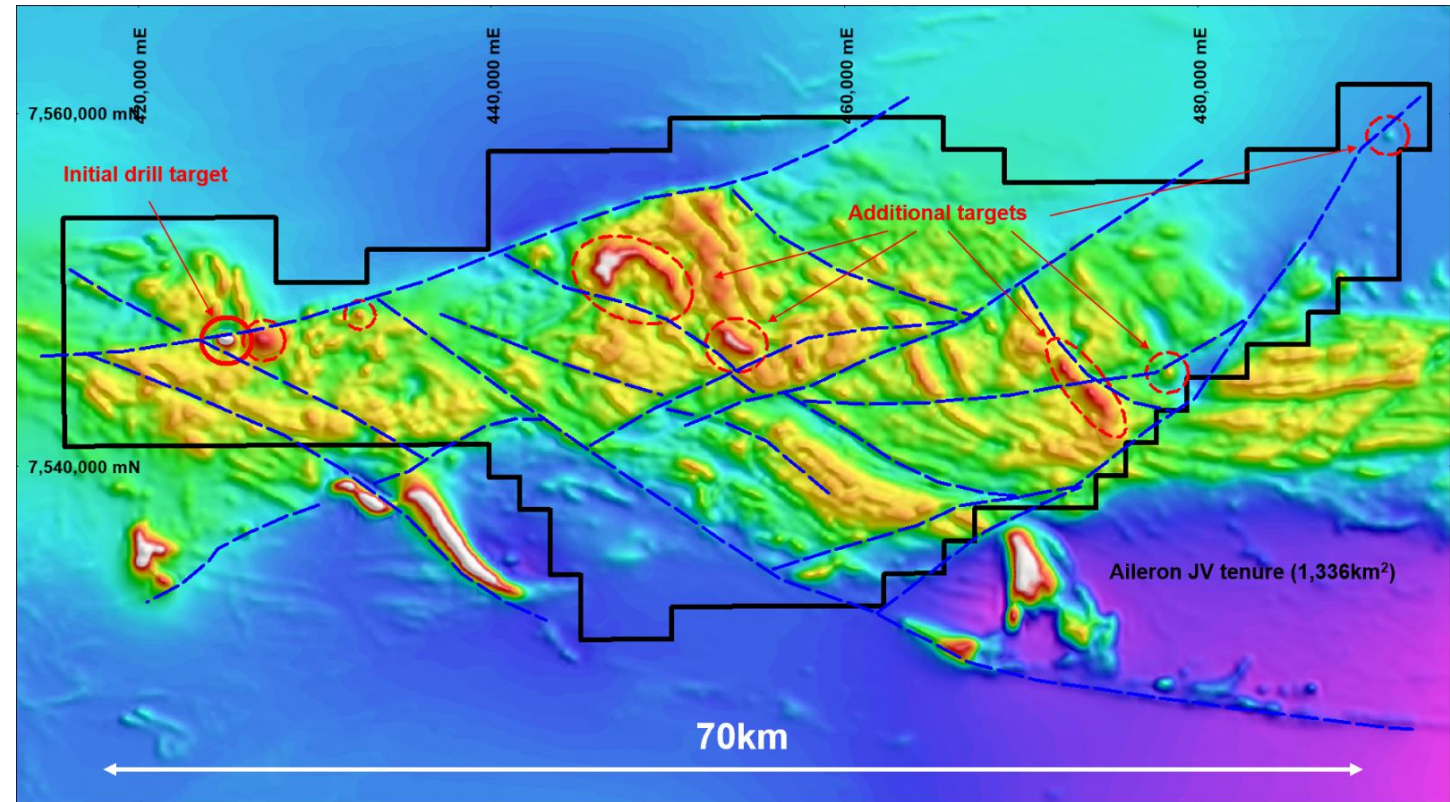 420,000 mE
440,000 mE
460,000 mE
480,000 mE
7,560,000 mN
Initial drill target
Additional targets
7,540,000 mN
Aileron JV tenure (1,336km²)
70km